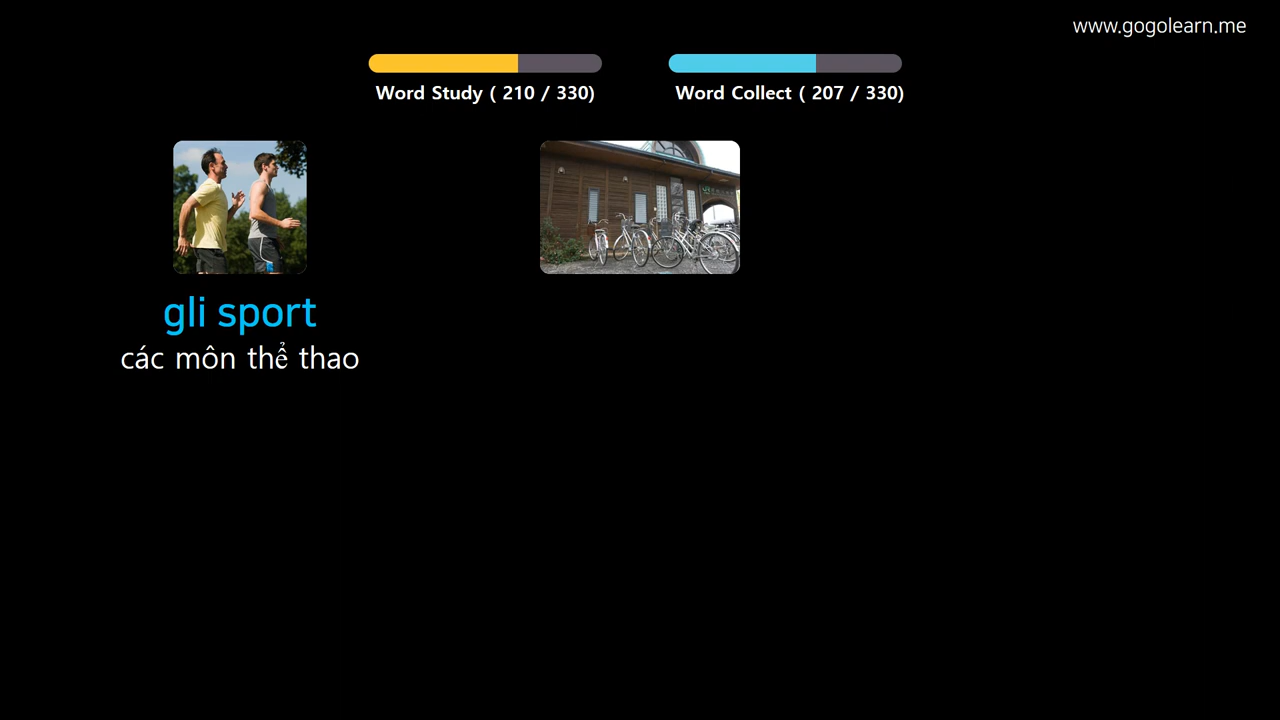 www.gogolearn.me
Word Study ( 210 / 330)
Word Collect ( 207 / 330)
gli sport
các môn thể thao